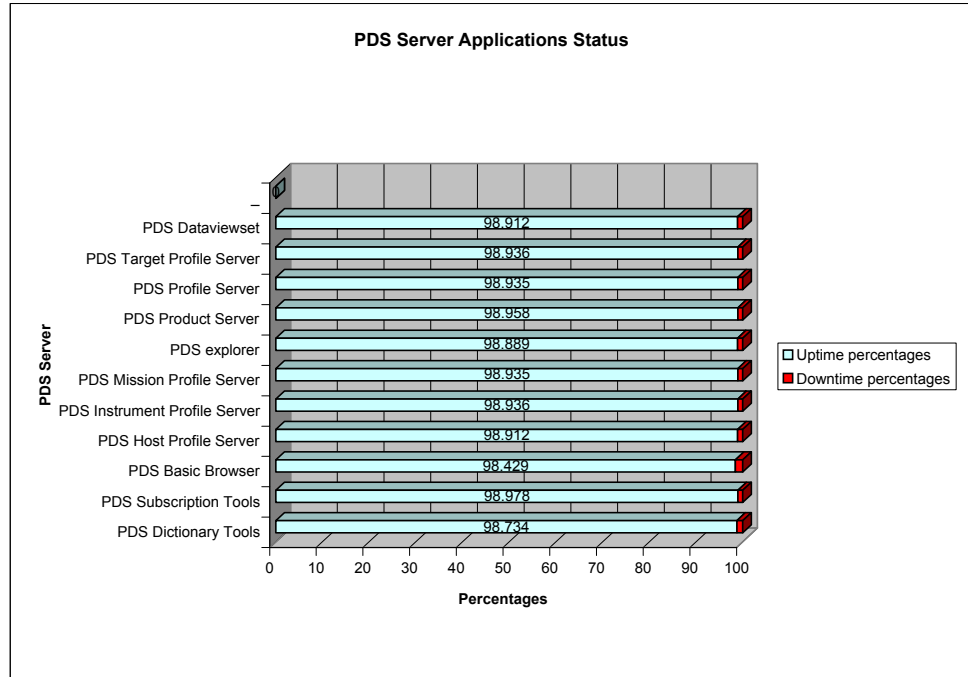 PDS Server Applications Status
0
PDS Dataviewset 98.912
PDS Target Profile Server 98.936
PDS Profile Server 98.935
PDS Product Server 98.958
PDS explorer 98.889
PDS Mission Profile Server 98.935
PDS Instrument Profile Server 98.936
PDS Host Profile Server 98.912
PDS Basic Browser 98.429
PDS Subscription Tools 98.978
PDS Dictionary Tools 98.734
0 10 20 30 40 50 60 70 80 90 100
Percentages
PDS Server
Uptime percentages
Downtime percentages